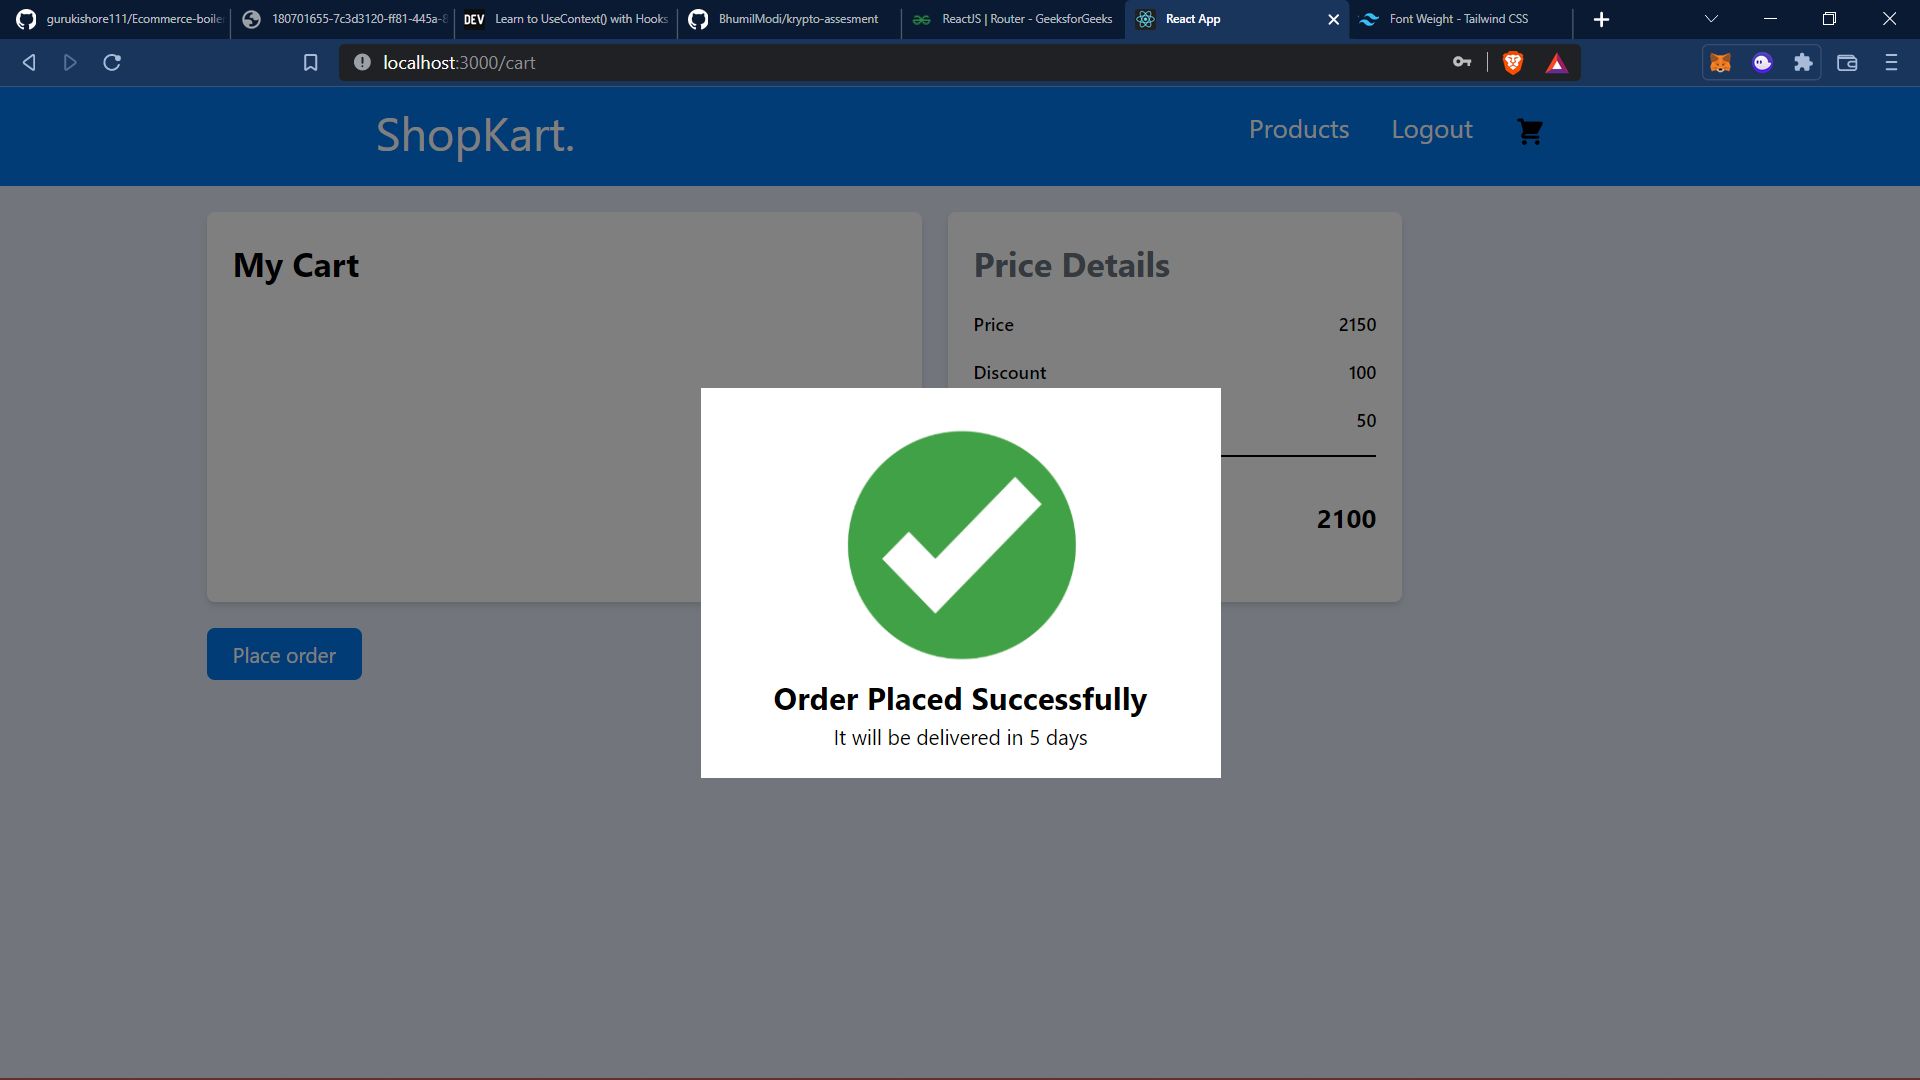 gurukishore111/Ecommerce-boiler
180701655-7c3d3120-ff81-445a-8
DEV Learn to UseContext() with Hooks
BhumilModi/krypto-assesment
ReactJS | Router - GeeksforGeeks
React App
Font Weight - Tailwind CSS
localhost:3000/cart
ShopKart.
Products
Logout
My Cart
Price Details
Price 2150
Discount 100
50
2100
Order Placed Successfully
It will be delivered in 5 days
Place order